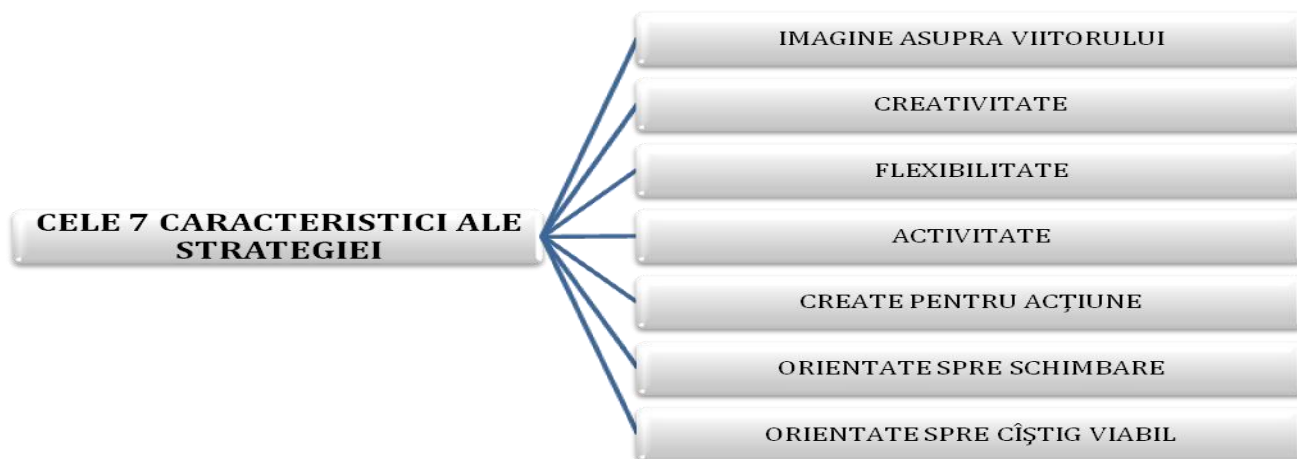 CELE 7 CARACTERISTICI ALE
STRATEGIEI
IMAGINE ASUPRA VIITORULUI
CREATIVITATE
FLEXIBILITATE
ACTIVITATE
CREATE PENTRU ACŢIUNE
ORIENTATE SPRE SCHIMBARE
ORIENTATE SPRE CÎŞTIG VIABIL